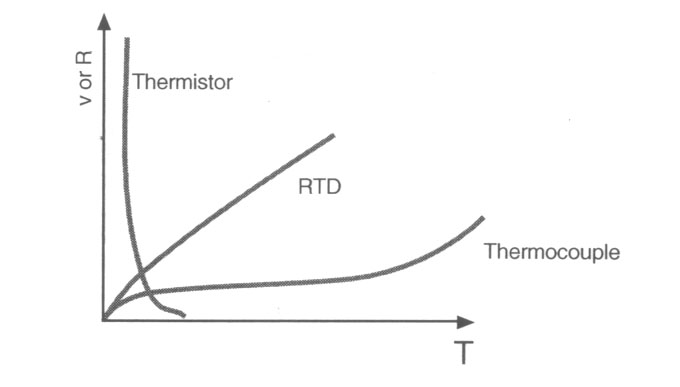 v or R
Thermistor
RTD
Thermocouple
T